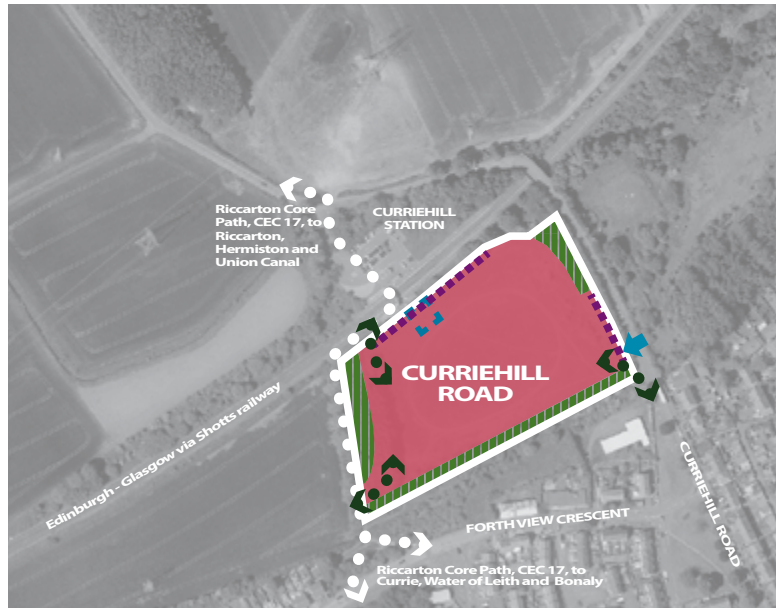 Riccarton Core
Path, CEC 17, to
Riccarton,
Hermiston and
Union Canal
CURRIEHILL
STATION
CURRIEHILL
ROAD
Edinburgh - Glasgow via Shotts railway
CURRIEHILL ROAD
FORTH VIEW CRESCENT
Riccarton Core Path, CEC 17, to
Currie, Water of Leith and Bonaly